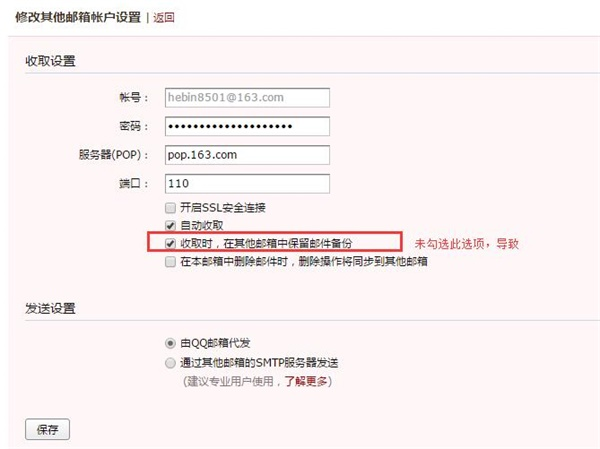 修改其他邮箱帐户设置 | 返回
收取设置
帐号： hebin8501@163.com
密码： ••••••••••••••••••••
服务器(POP)： pop.163.com
端口： 110
开启SSL安全连接
自动收取
收取时，在其他邮箱中保留邮件备份 未勾选此选项，导致
在本邮箱中删除邮件时，删除操作将同步到其他邮箱
发送设置
由QQ邮箱代发
通过其他邮箱的SMTP服务器发送
(建议专业用户使用，了解更多)
保存